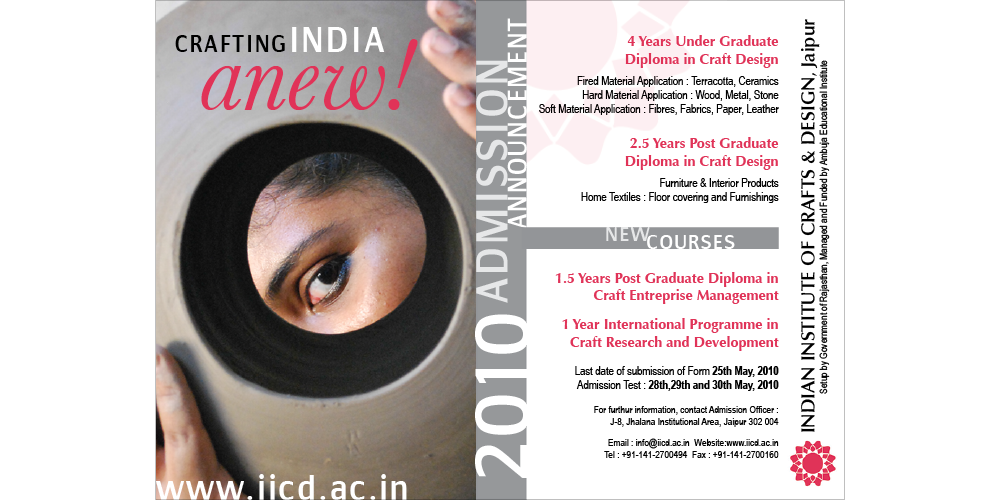 CRAFTING INDIA
anew!
www.iicd.ac.in
2010 ADMISSION
ANNOUNCEMENT
4 Years Under Graduate
Diploma in Craft Design
Fired Material Application : Terracotta, Ceramics
Hard Material Application : Wood, Metal, Stone
Soft Material Application : Fibres, Fabrics, Paper, Leather
2.5 Years Post Graduate
Diploma in Craft Design
Furniture & Interior Products
Home Textiles : Floor covering and Furnishings
NEW COURSES
1.5 Years Post Graduate Diploma in
Craft Entreprise Management
1 Year International Programme in
Craft Research and Development
Last date of submission of Form 25th May, 2010
Admission Test : 28th,29th and 30th May, 2010
For furthur information, contact Admission Officer :
J-8, Jhalana Institutional Area, Jaipur 302 004
Email : info@iicd.ac.in Website:www.iicd.ac.in
Tel : +91-141-2700494 Fax : +91-141-2700160
INDIAN INSTITUTE OF CRAFTS & DESIGN, Jaipur
Setup by Government of Rajasthan, Managed and Funded by Ambuja Educational Institute